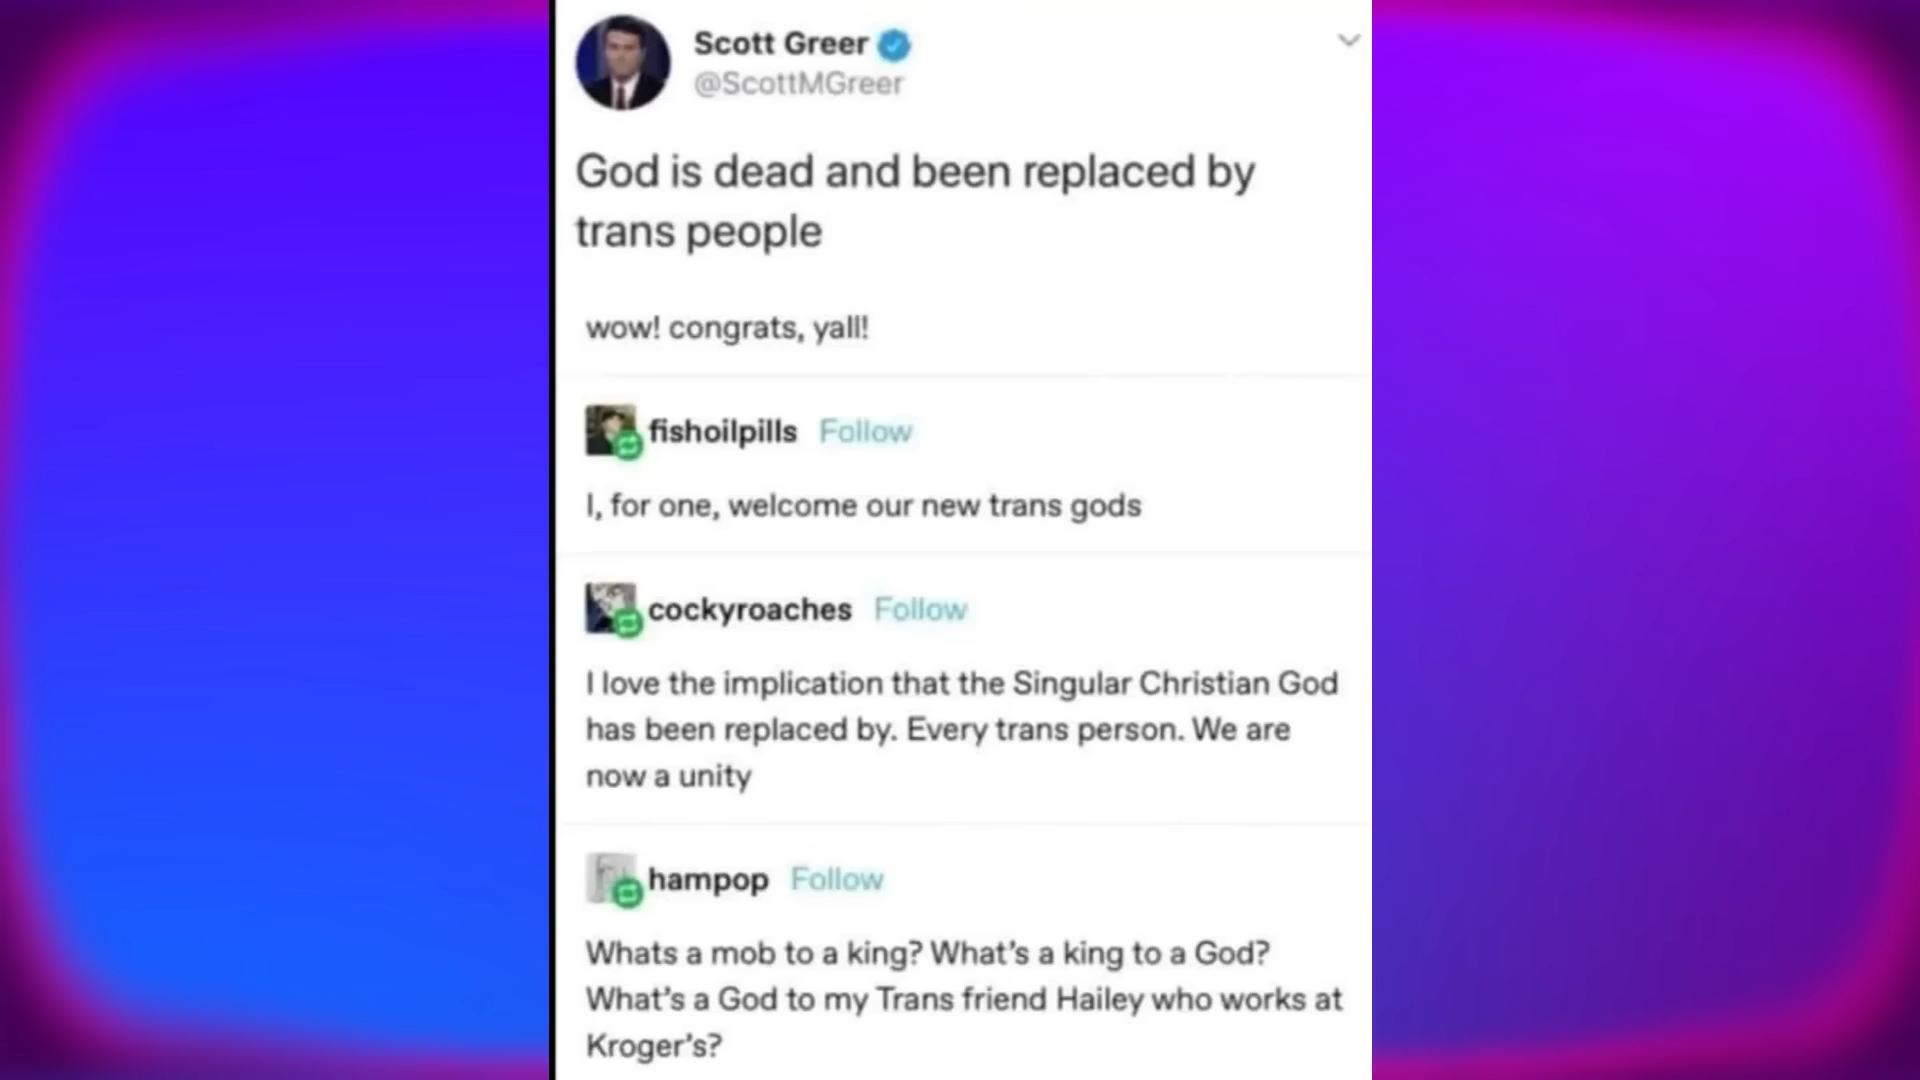 Scott Greer
@ScottMGreer
God is dead and been replaced by
trans people
wow! congrats, yall!
fishoilpills Follow
I, for one, welcome our new trans gods
cockyroaches Follow
I love the implication that the Singular Christian God
has been replaced by. Every trans person. We are
now a unity
hampop Follow
Whats a mob to a king? What's a king to a God?
What's a God to my Trans friend Hailey who works at
Kroger's?